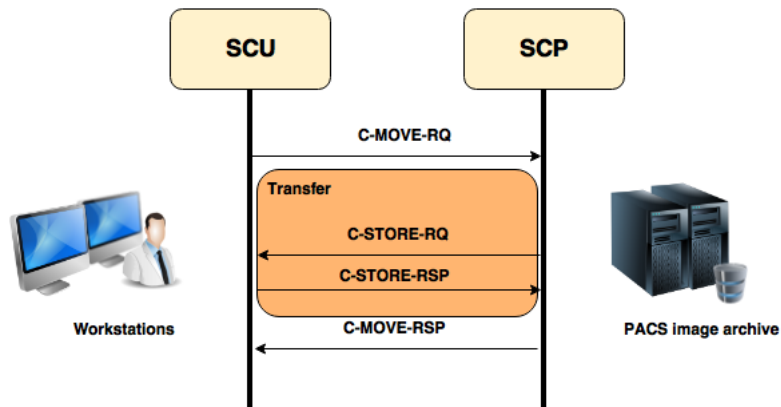 SCU
SCP
C-MOVE-RQ
Transfer
C-STORE-RQ
C-STORE-RSP
Workstations
PACS image archive
C-MOVE-RSP